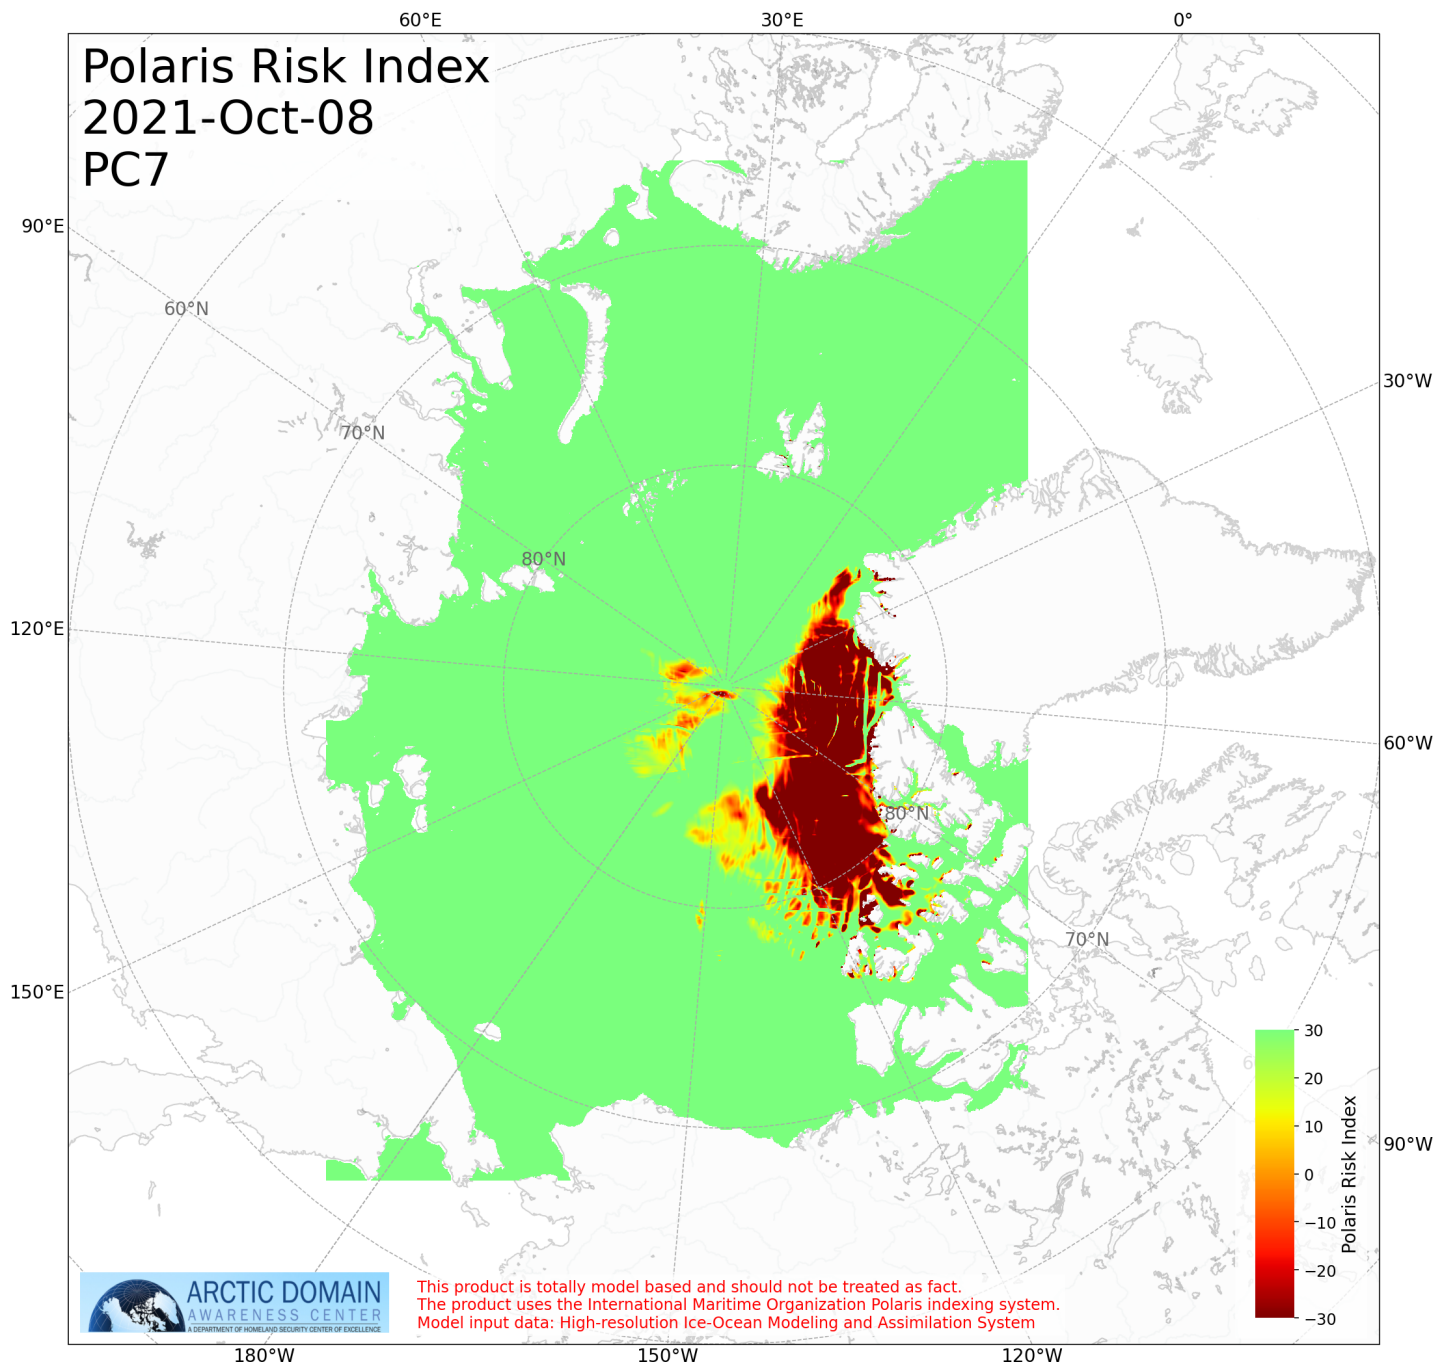 60°E 30°E 0°
Polaris Risk Index
2021-Oct-08
PC7
90°E
60°N
30°W
70°N
80°N
120°E
60°W
80°N
70°N
150°E
30
20
10
0
−10
−20
−30
Polaris Risk Index
90°W
ARCTIC DOMAIN
AWARENESS CENTER
A DEPARTMENT OF HOMELAND SECURITY CENTER OF EXCELLENCE
This product is totally model based and should not be treated as fact.
The product uses the International Maritime Organization Polaris indexing system.
Model input data: High-resolution Ice-Ocean Modeling and Assimilation System
180°W 150°W 120°W